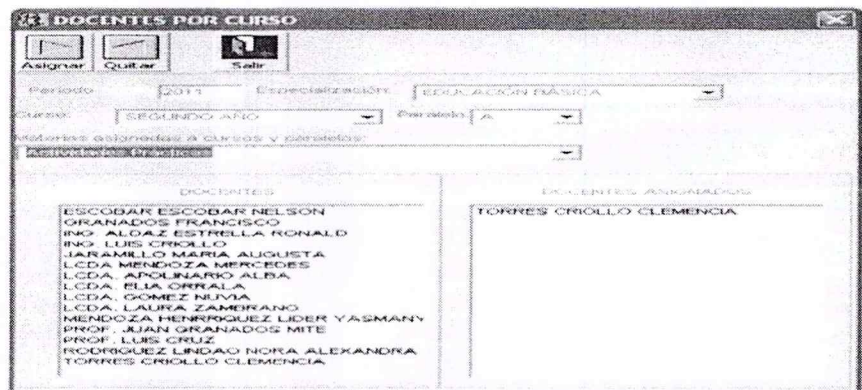 DOCENTES POR CURSO
Asignar Quitar Salir
Periodo 2011 Especialización: EDUCACIÓN BÁSICA
Curso: SEGUNDO AÑO Paralelo A
Materias asignadas a cursos y paralelos:
Actividades Prácticas
DOCENTES
ESCOBAR ESCOBAR NELSON
GRANADOS FRANCISCO
ING. ALDAZ ESTRELLA RONALD
ING. LUIS CRIOLLO
JARAMILLO MARIA AUGUSTA
LCDA MENDOZA MERCEDES
LCDA. APOLINARIO ALBA
LCDA. ELIA ORRALA
LCDA. GOMEZ NUVIA
LCDA. LAURA ZAMBRANO
MENDOZA HENRRIQUEZ LIDER YASMANY
PROF. JUAN GRANADOS MITE
PROF. LUIS CRUZ
RODRIGUEZ LINDAO NORA ALEXANDRA
TORRES CRIOLLO CLEMENCIA
DOCENTES ASIGNADOS
TORRES CRIOLLO CLEMENCIA